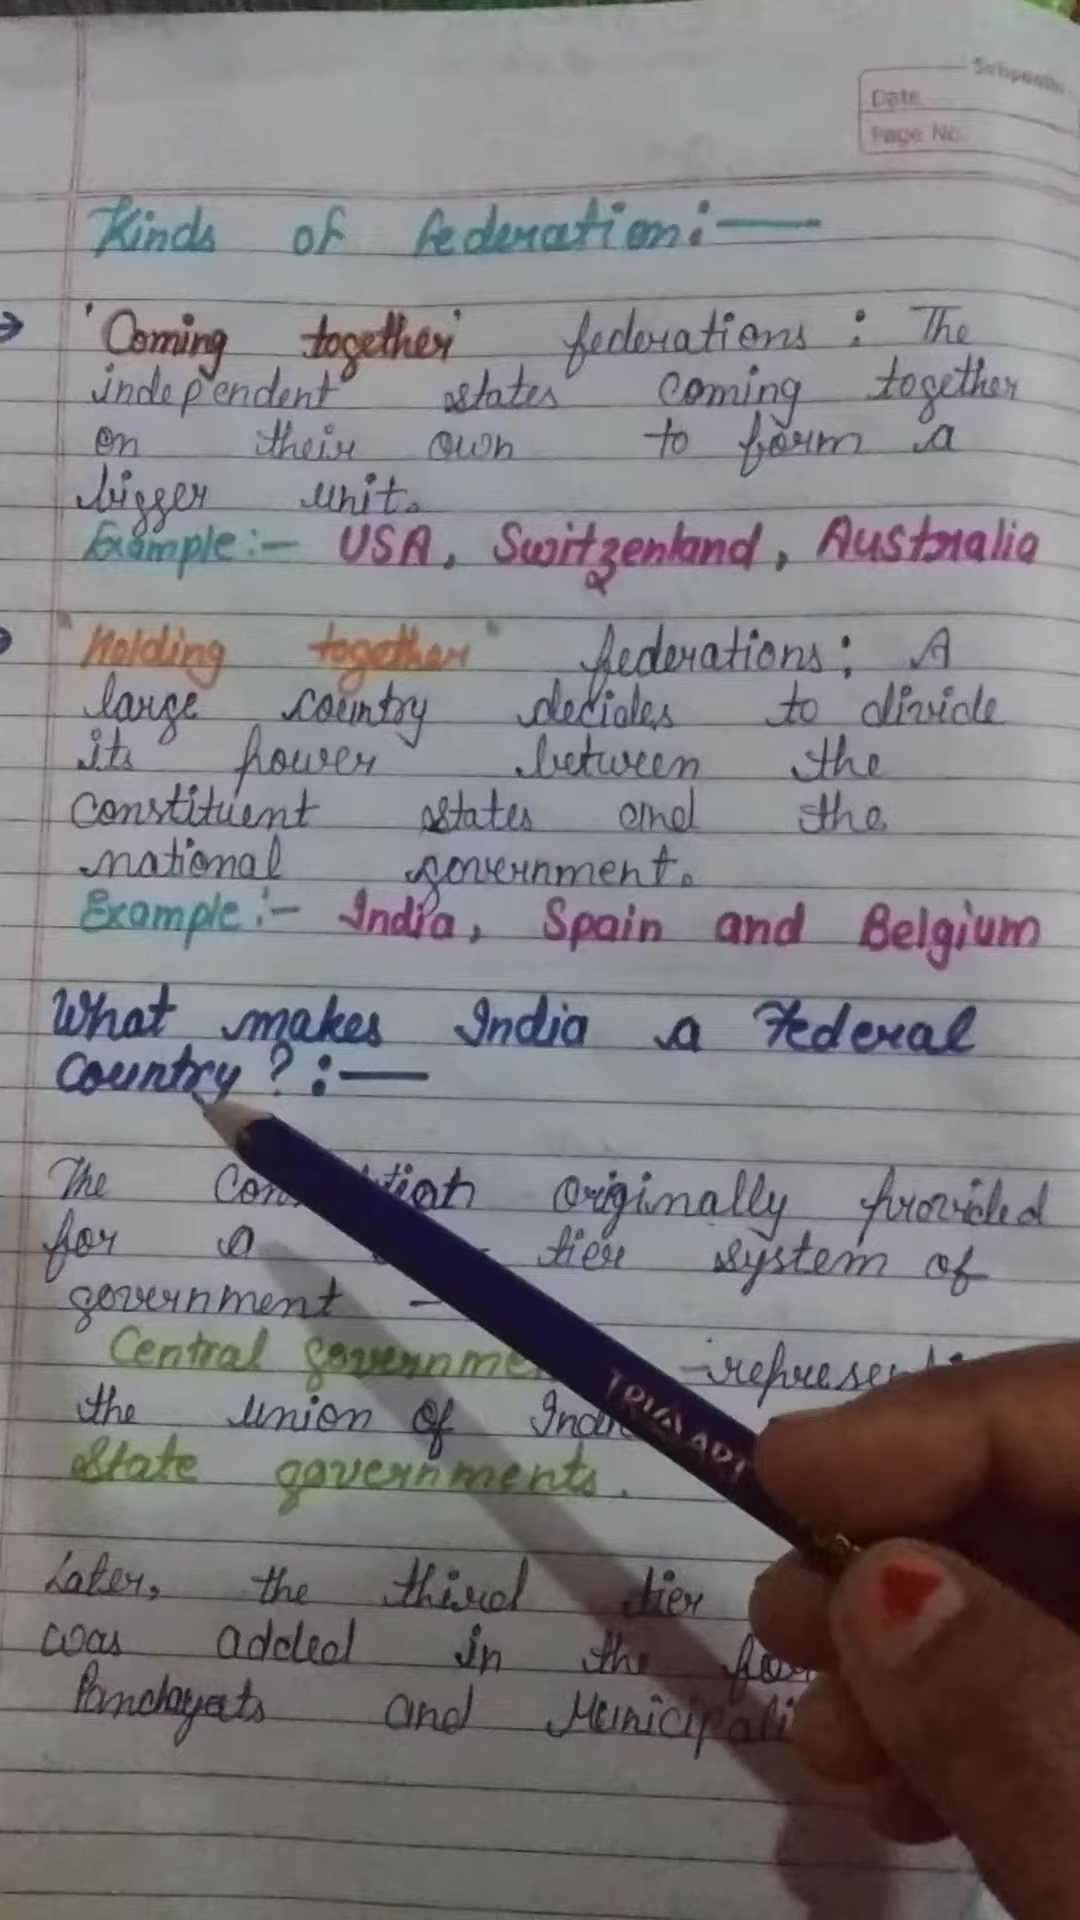 Date
Page No.
Kinds of federation:—
'Coming together' federations : The
independent states coming together
on their own to form a
bigger unit.
Example:- USA, Switzerland, Australia
"Holding together" federations: A
large country decides to divide
its power between the
constituent states and the
national government.
Example:- India, Spain and Belgium
What makes India a Federal
Country?:—
The originally provided
for a tier system of
government -
Central
the union of
State governments.
Later, the third tier
was added in the
Panchayats and